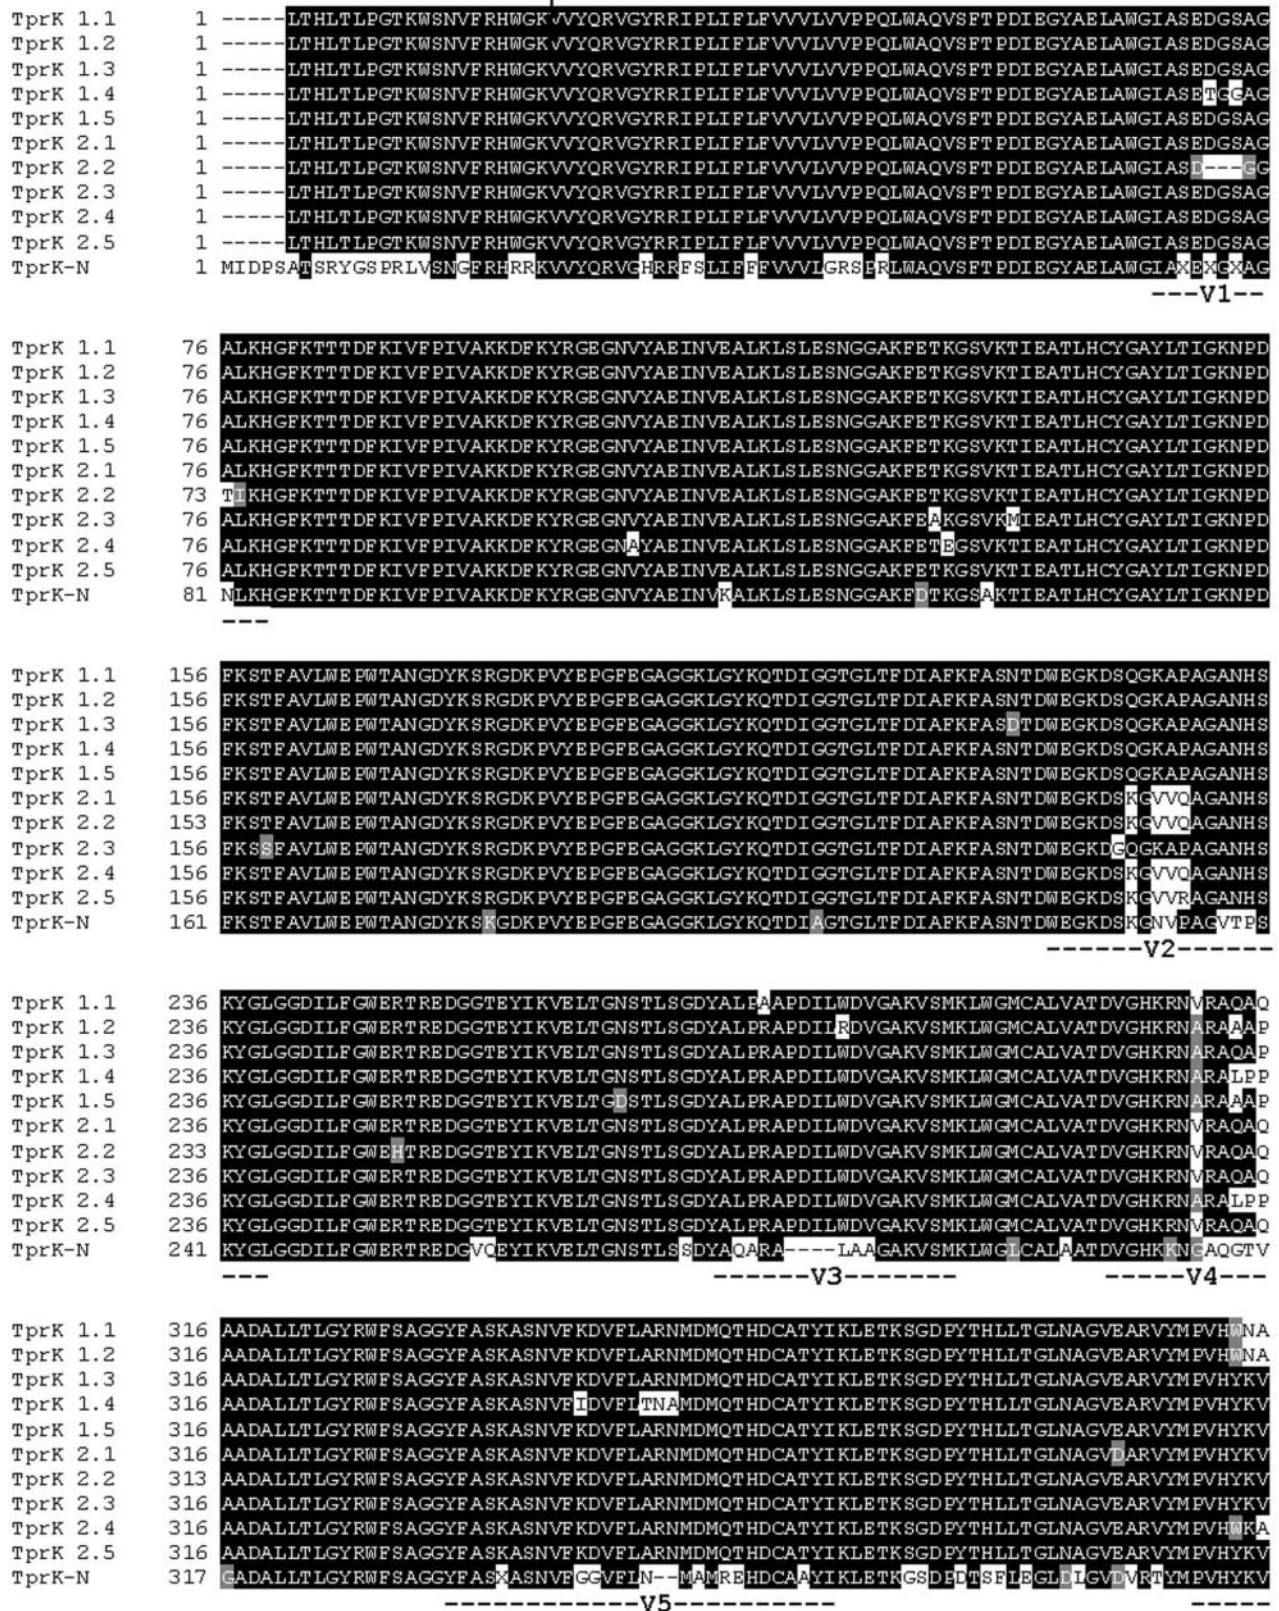 TprK 1.1 1 -----LTHLTLPGTKWSNVFRHWGKVVYQRVGYRRIPLIFLFVVVLVVPPQLWAQVSFTPDIEGYAELAWGIASEDGSAG
TprK 1.2 1 -----LTHLTLPGTKWSNVFRHWGKVVYQRVGYRRIPLIFLFVVVLVVPPQLWAQVSFTPDIEGYAELAWGIASEDGSAG
TprK 1.3 1 -----LTHLTLPGTKWSNVFRHWGKVVYQRVGYRRIPLIFLFVVVLVVPPQLWAQVSFTPDIEGYAELAWGIASEDGSAG
TprK 1.4 1 -----LTHLTLPGTKWSNVFRHWGKVVYQRVGYRRIPLIFLFVVVLVVPPQLWAQVSFTPDIEGYAELAWGIASETGGAG
TprK 1.5 1 -----LTHLTLPGTKWSNVFRHWGKVVYQRVGYRRIPLIFLFVVVLVVPPQLWAQVSFTPDIEGYAELAWGIASEDGSAG
TprK 2.1 1 -----LTHLTLPGTKWSNVFRHWGKVVYQRVGYRRIPLIFLFVVVLVVPPQLWAQVSFTPDIEGYAELAWGIASEDGSAG
TprK 2.2 1 -----LTHLTLPGTKWSNVFRHWGKVVYQRVGYRRIPLIFLFVVVLVVPPQLWAQVSFTPDIEGYAELAWGIASD---GG
TprK 2.3 1 -----LTHLTLPGTKWSNVFRHWGKVVYQRVGYRRIPLIFLFVVVLVVPPQLWAQVSFTPDIEGYAELAWGIASEDGSAG
TprK 2.4 1 -----LTHLTLPGTKWSNVFRHWGKVVYQRVGYRRIPLIFLFVVVLVVPPQLWAQVSFTPDIEGYAELAWGIASEDGSAG
TprK 2.5 1 -----LTHLTLPGTKWSNVFRHWGKVVYQRVGYRRIPLIFLFVVVLVVPPQLWAQVSFTPDIEGYAELAWGIASEDGSAG
TprK-N 1 MIDPSATSRYGSPRLVSNGFRHRRKVVYQRVGHRRFSLIFFFVVVLGRSPRLWAQVSFTPDIEGYAELAWGIAXEXGXAG
---V1--
TprK 1.1 76 ALKHGFKTTTDFKIVFPIVAKKDFKYRGEGNVYAEINVEALKLSLESNGGAKFETKGSVKTIEATLHCYGAYLTIGKNPD
TprK 1.2 76 ALKHGFKTTTDFKIVFPIVAKKDFKYRGEGNVYAEINVEALKLSLESNGGAKFETKGSVKTIEATLHCYGAYLTIGKNPD
TprK 1.3 76 ALKHGFKTTTDFKIVFPIVAKKDFKYRGEGNVYAEINVEALKLSLESNGGAKFETKGSVKTIEATLHCYGAYLTIGKNPD
TprK 1.4 76 ALKHGFKTTTDFKIVFPIVAKKDFKYRGEGNVYAEINVEALKLSLESNGGAKFETKGSVKTIEATLHCYGAYLTIGKNPD
TprK 1.5 76 ALKHGFKTTTDFKIVFPIVAKKDFKYRGEGNVYAEINVEALKLSLESNGGAKFETKGSVKTIEATLHCYGAYLTIGKNPD
TprK 2.1 76 ALKHGFKTTTDFKIVFPIVAKKDFKYRGEGNVYAEINVEALKLSLESNGGAKFETKGSVKTIEATLHCYGAYLTIGKNPD
TprK 2.2 73 TIKHGFKTTTDFKIVFPIVAKKDFKYRGEGNVYAEINVEALKLSLESNGGAKFETKGSVKTIEATLHCYGAYLTIGKNPD
TprK 2.3 76 ALKHGFKTTTDFKIVFPIVAKKDFKYRGEGNVYAEINVEALKLSLESNGGAKFEAKGSVKMIEATLHCYGAYLTIGKNPD
TprK 2.4 76 ALKHGFKTTTDFKIVFPIVAKKDFKYRGEGNAYAEINVEALKLSLESNGGAKFETEGSVKTIEATLHCYGAYLTIGKNPD
TprK 2.5 76 ALKHGFKTTTDFKIVFPIVAKKDFKYRGEGNVYAEINVEALKLSLESNGGAKFETKGSVKTIEATLHCYGAYLTIGKNPD
TprK-N 81 NLKHGFKTTTDFKIVFPIVAKKDFKYRGEGNVYAEINVKALKLSLESNGGAKFDTKGSAKTIEATLHCYGAYLTIGKNPD
---
TprK 1.1 156 FKSTFAVLWEPWTANGDYKSRGDKPVYEPGFEGAGGKLGYKQTDIGGTGLTFDIAFKFASNTDWEGKDSQGKAPAGANHS
TprK 1.2 156 FKSTFAVLWEPWTANGDYKSRGDKPVYEPGFEGAGGKLGYKQTDIGGTGLTFDIAFKFASNTDWEGKDSQGKAPAGANHS
TprK 1.3 156 FKSTFAVLWEPWTANGDYKSRGDKPVYEPGFEGAGGKLGYKQTDIGGTGLTFDIAFKFASDTDWEGKDSQGKAPAGANHS
TprK 1.4 156 FKSTFAVLWEPWTANGDYKSRGDKPVYEPGFEGAGGKLGYKQTDIGGTGLTFDIAFKFASNTDWEGKDSQGKAPAGANHS
TprK 1.5 156 FKSTFAVLWEPWTANGDYKSRGDKPVYEPGFEGAGGKLGYKQTDIGGTGLTFDIAFKFASNTDWEGKDSQGKAPAGANHS
TprK 2.1 156 FKSTFAVLWEPWTANGDYKSRGDKPVYEPGFEGAGGKLGYKQTDIGGTGLTFDIAFKFASNTDWEGKDSKGVVQAGANHS
TprK 2.2 153 FKSTFAVLWEPWTANGDYKSRGDKPVYEPGFEGAGGKLGYKQTDIGGTGLTFDIAFKFASNTDWEGKDSKGVVQAGANHS
TprK 2.3 156 FKSSFAVLWEPWTANGDYKSRGDKPVYEPGFEGAGGKLGYKQTDIGGTGLTFDIAFKFASNTDWEGKDGQGKAPAGANHS
TprK 2.4 156 FKSTFAVLWEPWTANGDYKSRGDKPVYEPGFEGAGGKLGYKQTDIGGTGLTFDIAFKFASNTDWEGKDSKGVVQAGANHS
TprK 2.5 156 FKSTFAVLWEPWTANGDYKSRGDKPVYEPGFEGAGGKLGYKQTDIGGTGLTFDIAFKFASNTDWEGKDSKGVVRAGANHS
TprK-N 161 FKSTFAVLWEPWTANGDYKSKGDKPVYEPGFEGAGGKLGYKQTDIAGTGLTFDIAFKFASNTDWEGKDSKGNVPAGVTPS
------V2------
TprK 1.1 236 KYGLGGDILFGWERTREDGGTEYIKVELTGNSTLSGDYALPAAPDILWDVGAKVSMKLWGMCALVATDVGHKRNVRAQAQ
TprK 1.2 236 KYGLGGDILFGWERTREDGGTEYIKVELTGNSTLSGDYALPRAPDILRDVGAKVSMKLWGMCALVATDVGHKRNARAAAP
TprK 1.3 236 KYGLGGDILFGWERTREDGGTEYIKVELTGNSTLSGDYALPRAPDILWDVGAKVSMKLWGMCALVATDVGHKRNARAQAP
TprK 1.4 236 KYGLGGDILFGWERTREDGGTEYIKVELTGNSTLSGDYALPRAPDILWDVGAKVSMKLWGMCALVATDVGHKRNARALPP
TprK 1.5 236 KYGLGGDILFGWERTREDGGTEYIKVELTGDSTLSGDYALPRAPDILWDVGAKVSMKLWGMCALVATDVGHKRNARAAAP
TprK 2.1 236 KYGLGGDILFGWERTREDGGTEYIKVELTGNSTLSGDYALPRAPDILWDVGAKVSMKLWGMCALVATDVGHKRNVRAQAQ
TprK 2.2 233 KYGLGGDILFGWEHTREDGGTEYIKVELTGNSTLSGDYALPRAPDILWDVGAKVSMKLWGMCALVATDVGHKRNVRAQAQ
TprK 2.3 236 KYGLGGDILFGWERTREDGGTEYIKVELTGNSTLSGDYALPRAPDILWDVGAKVSMKLWGMCALVATDVGHKRNVRAQAQ
TprK 2.4 236 KYGLGGDILFGWERTREDGGTEYIKVELTGNSTLSGDYALPRAPDILWDVGAKVSMKLWGMCALVATDVGHKRNARALPP
TprK 2.5 236 KYGLGGDILFGWERTREDGGTEYIKVELTGNSTLSGDYALPRAPDILWDVGAKVSMKLWGMCALVATDVGHKRNVRAQAQ
TprK-N 241 KYGLGGDILFGWERTREDGVQEYIKVELTGNSTLSSDYAQARA----LAAGAKVSMKLWGLCALAATDVGHKKNGAQGTV
--- ------V3------- -----V4---
TprK 1.1 316 AADALLTLGYRWFSAGGYFASKASNVFKDVFLARNMDMQTHDCATYIKLETKSGDPYTHLLTGLNAGVEARVYMPVHWNA
TprK 1.2 316 AADALLTLGYRWFSAGGYFASKASNVFKDVFLARNMDMQTHDCATYIKLETKSGDPYTHLLTGLNAGVEARVYMPVHWNA
TprK 1.3 316 AADALLTLGYRWFSAGGYFASKASNVFKDVFLARNMDMQTHDCATYIKLETKSGDPYTHLLTGLNAGVEARVYMPVHYKV
TprK 1.4 316 AADALLTLGYRWFSAGGYFASKASNVFIDVFLTNAMDMQTHDCATYIKLETKSGDPYTHLLTGLNAGVEARVYMPVHYKV
TprK 1.5 316 AADALLTLGYRWFSAGGYFASKASNVFKDVFLARNMDMQTHDCATYIKLETKSGDPYTHLLTGLNAGVEARVYMPVHYKV
TprK 2.1 316 AADALLTLGYRWFSAGGYFASKASNVFKDVFLARNMDMQTHDCATYIKLETKSGDPYTHLLTGLNAGVDARVYMPVHYKV
TprK 2.2 313 AADALLTLGYRWFSAGGYFASKASNVFKDVFLARNMDMQTHDCATYIKLETKSGDPYTHLLTGLNAGVEARVYMPVHYKV
TprK 2.3 316 AADALLTLGYRWFSAGGYFASKASNVFKDVFLARNMDMQTHDCATYIKLETKSGDPYTHLLTGLNAGVEARVYMPVHYKV
TprK 2.4 316 AADALLTLGYRWFSAGGYFASKASNVFKDVFLARNMDMQTHDCATYIKLETKSGDPYTHLLTGLNAGVEARVYMPVHWKA
TprK 2.5 316 AADALLTLGYRWFSAGGYFASKASNVFKDVFLARNMDMQTHDCATYIKLETKSGDPYTHLLTGLNAGVEARVYMPVHYKV
TprK-N 317 GADALLTLGYRWFSAGGYFASXASNVFGGVFLN--MAMREHDCAAYIKLETKGSDPDTSFLEGLDLGVDVRTYMPVHYKV
---------------V5------------ -----